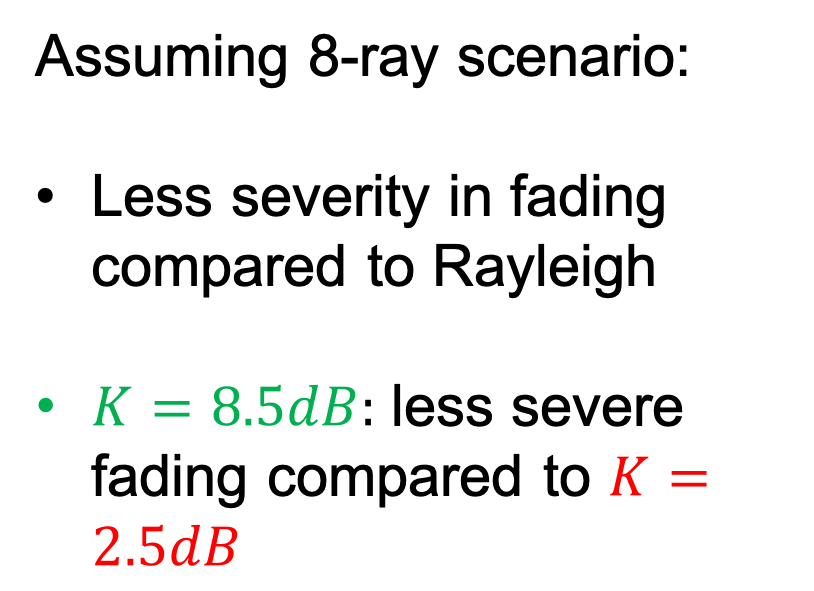 Assuming 8-ray scenario:
• Less severity in fading
compared to Rayleigh
• K = 8.5dB: less severe
fading compared to K =
2.5dB